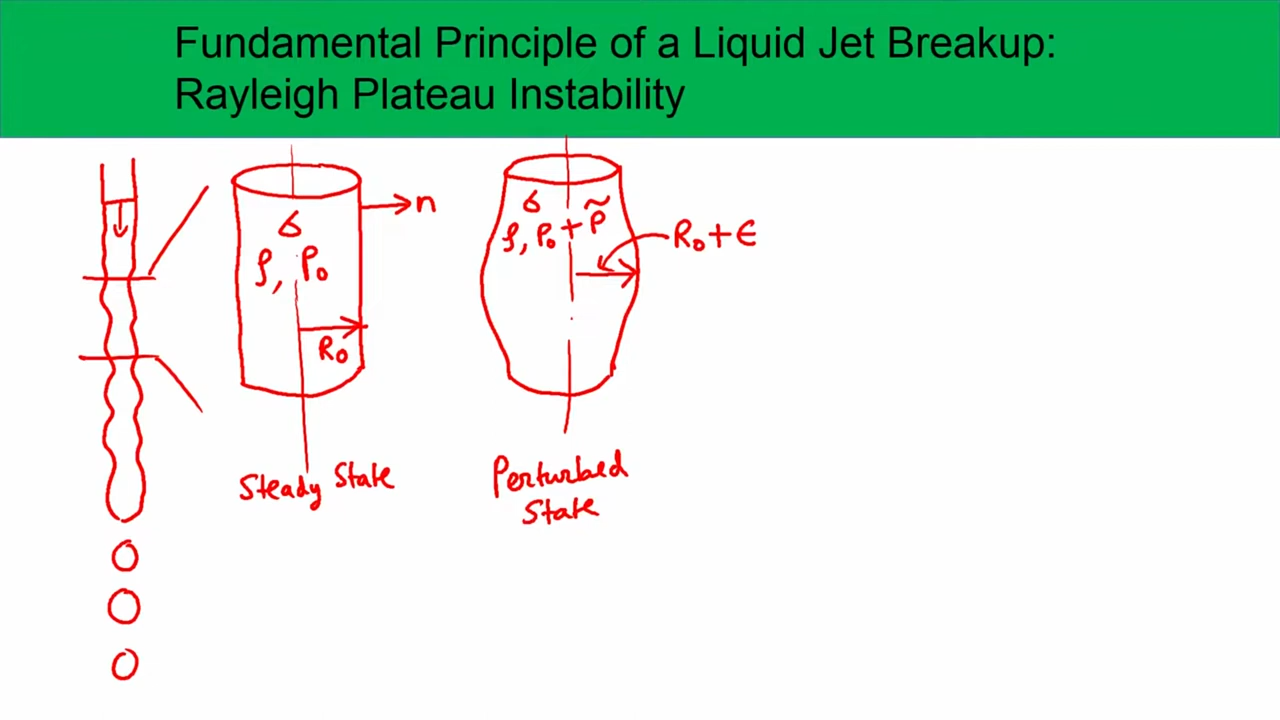 Fundamental Principle of a Liquid Jet Breakup:
Rayleigh Plateau Instability
n
σ
ρ, P₀
R₀
Steady State
σ
ρ, P₀ + P̃
R₀ + ϵ
Perturbed
State